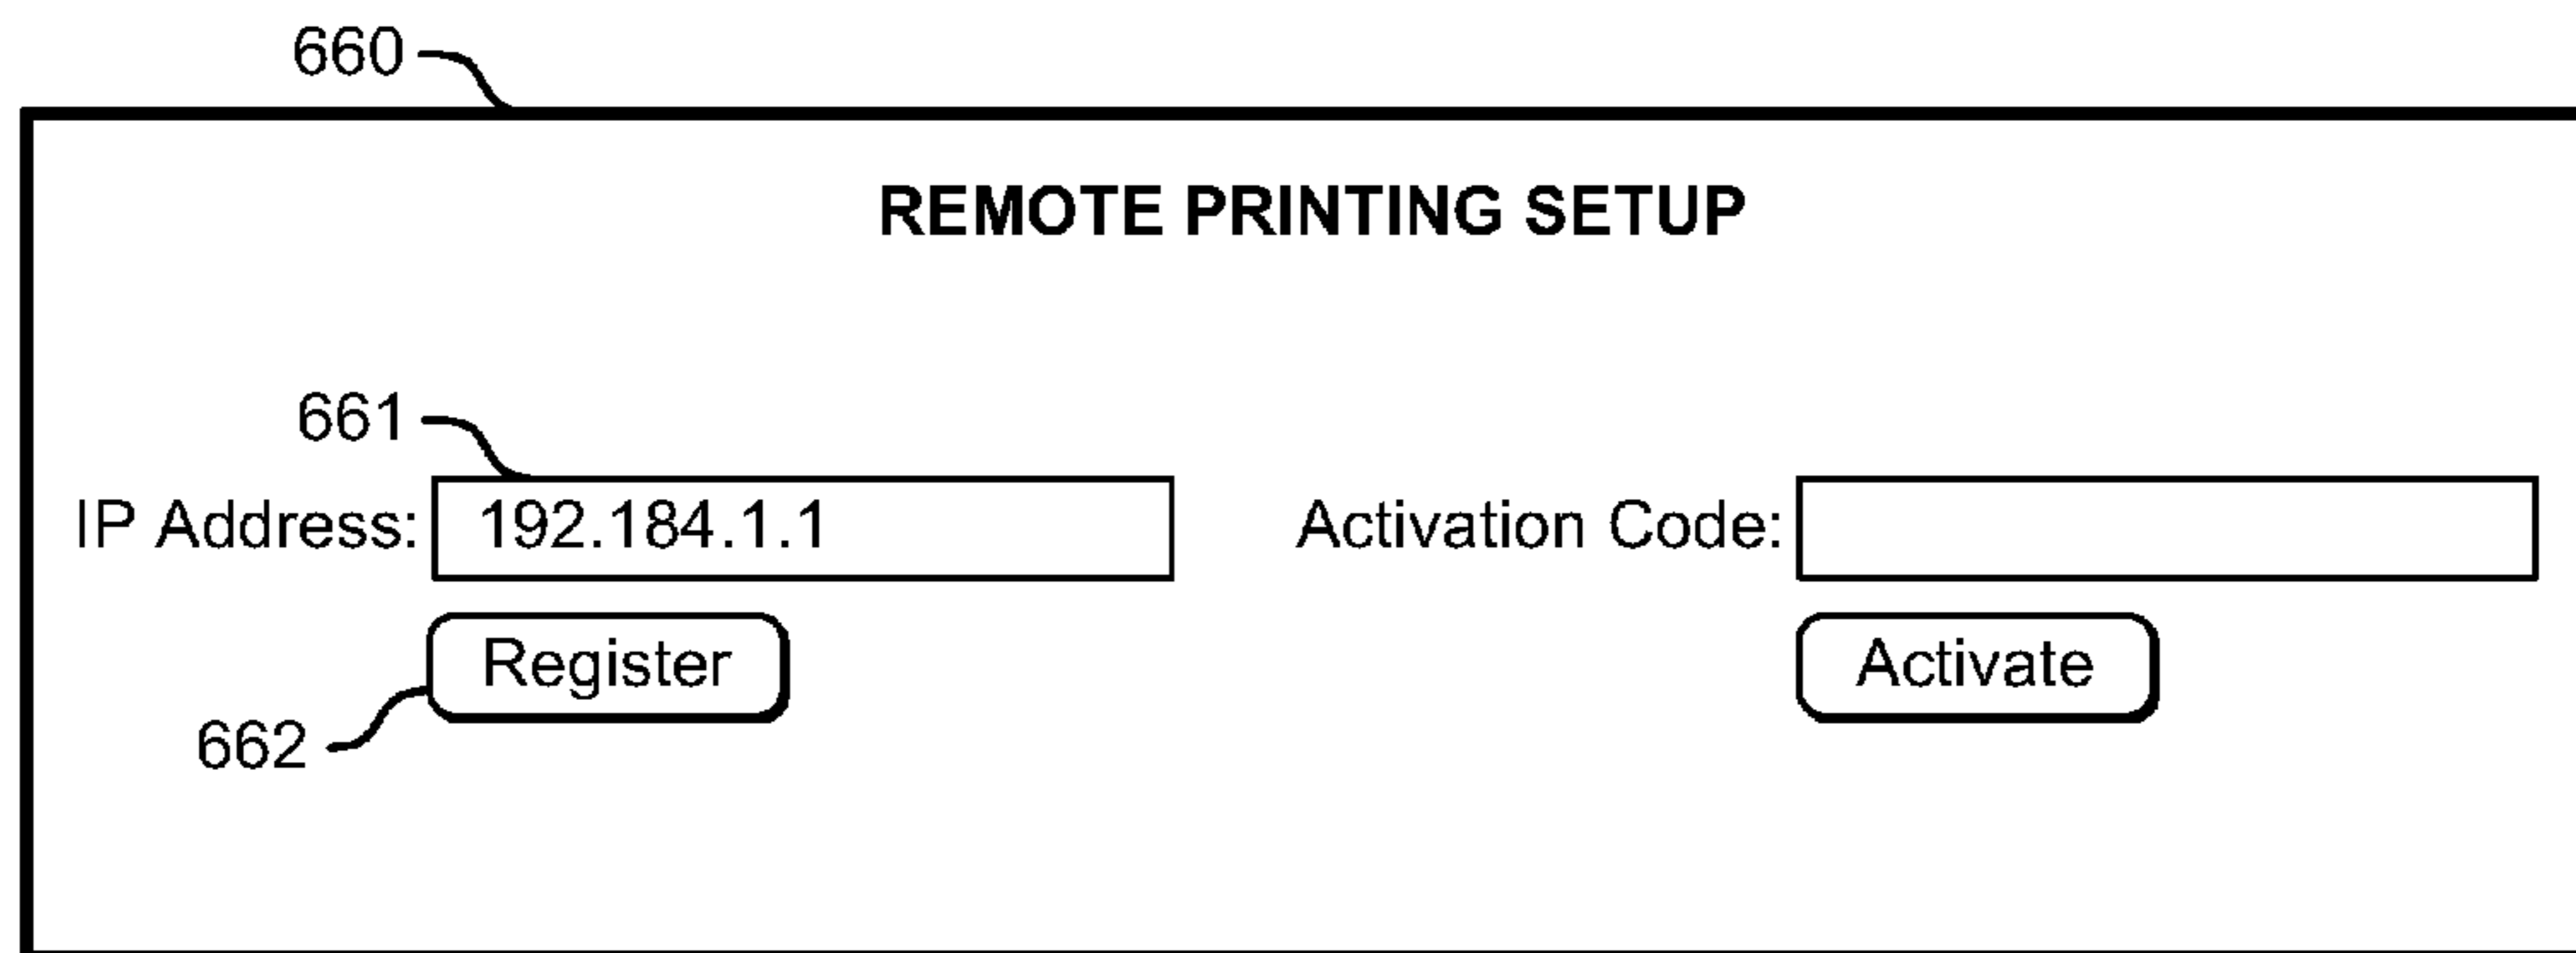 660
REMOTE PRINTING SETUP
661
IP Address: 192.184.1.1 Activation Code:
Register Activate
662